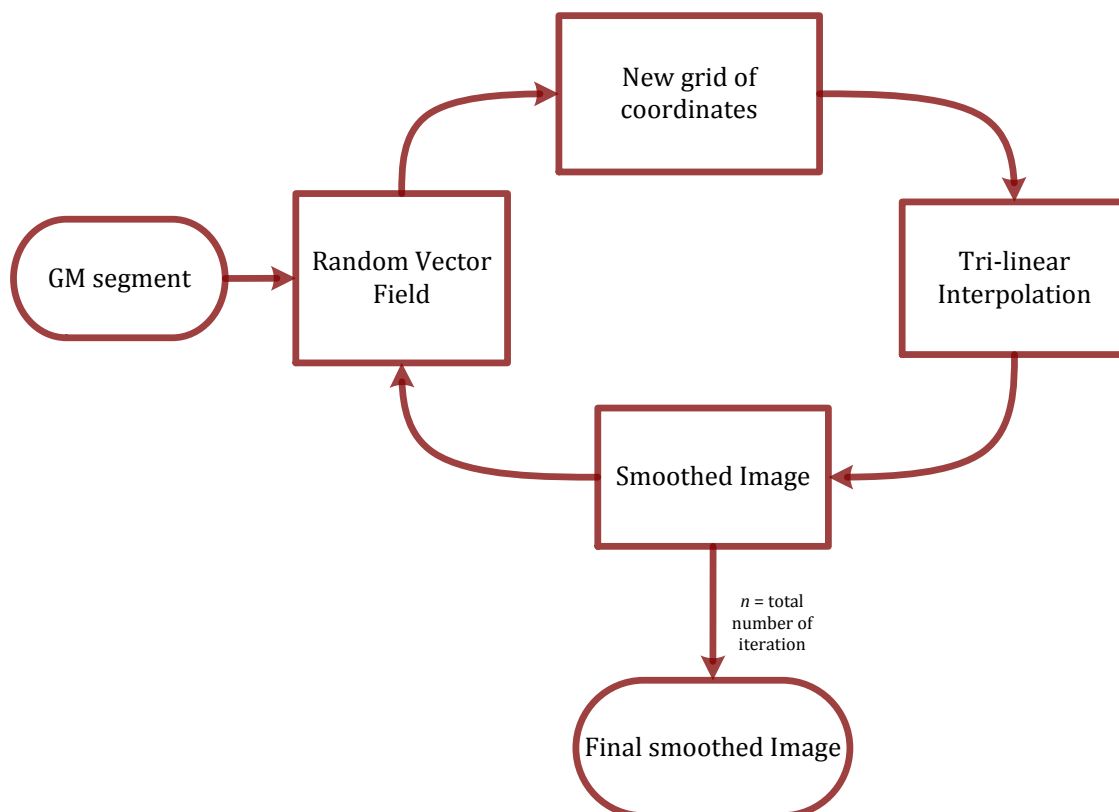 New grid of
coordinates
GM segment
Random Vector
Field
Tri-linear
Interpolation
Smoothed Image
n = total
number of
iteration
Final smoothed Image